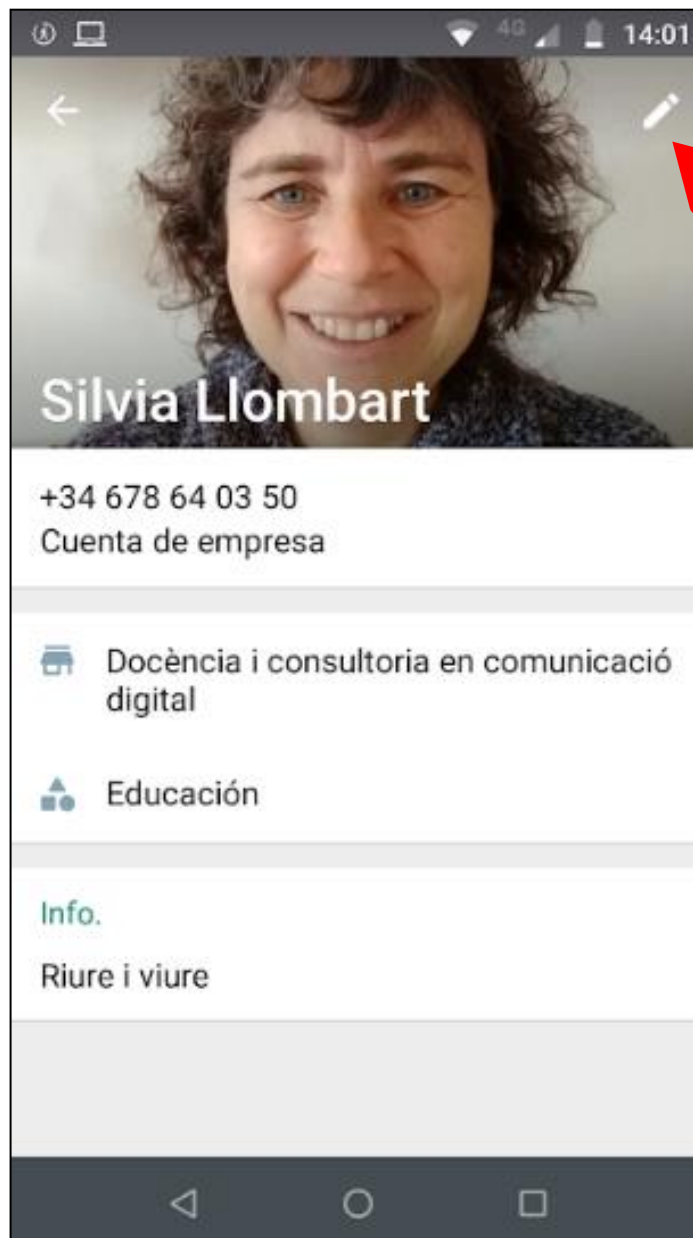 4G 14:01
Silvia Llombart
+34 678 64 03 50
Cuenta de empresa
Docència i consultoria en comunicació
digital
Educación
Info.
Riure i viure